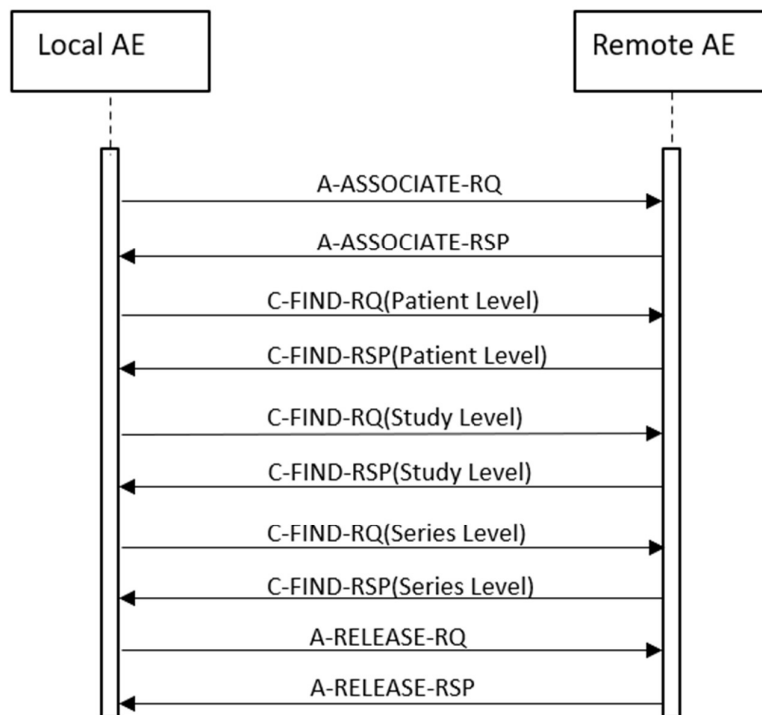 Local AE
Remote AE
A-ASSOCIATE-RQ
A-ASSOCIATE-RSP
C-FIND-RQ(Patient Level)
C-FIND-RSP(Patient Level)
C-FIND-RQ(Study Level)
C-FIND-RSP(Study Level)
C-FIND-RQ(Series Level)
C-FIND-RSP(Series Level)
A-RELEASE-RQ
A-RELEASE-RSP